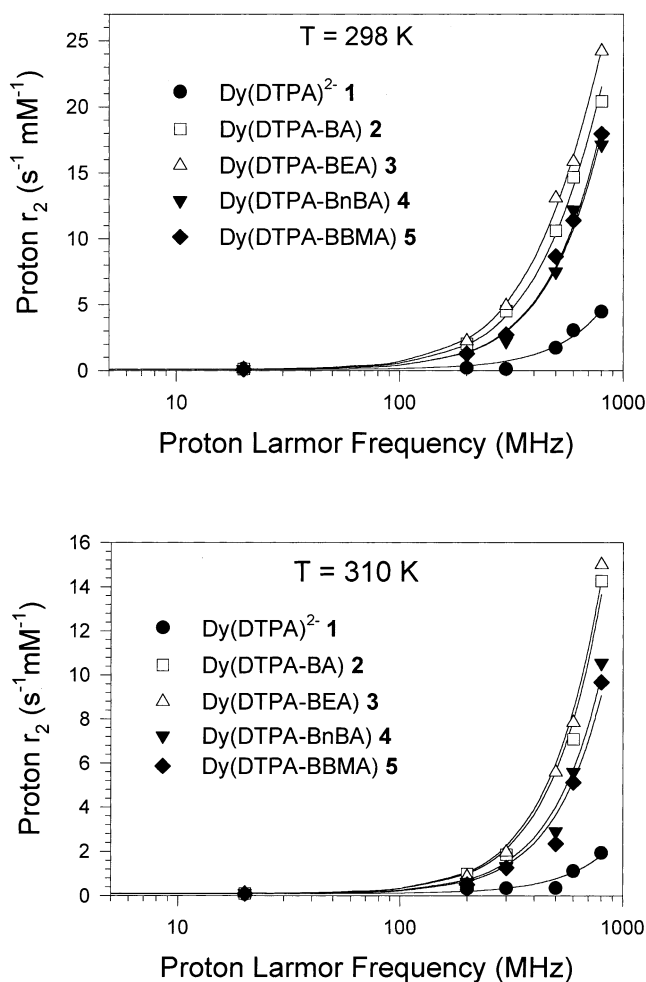 T = 298 K
25
20
15
10
5
0
Proton r2 (s-1 mM-1)
● Dy(DTPA)2- 1
□ Dy(DTPA-BA) 2
△ Dy(DTPA-BEA) 3
▼ Dy(DTPA-BnBA) 4
◆ Dy(DTPA-BBMA) 5
10 100 1000
Proton Larmor Frequency (MHz)
T = 310 K
16
14
12
10
8
6
4
2
0
Proton r2 (s-1mM-1)
● Dy(DTPA)2- 1
□ Dy(DTPA-BA) 2
△ Dy(DTPA-BEA) 3
▼ Dy(DTPA-BnBA) 4
◆ Dy(DTPA-BBMA) 5
10 100 1000
Proton Larmor Frequency (MHz)